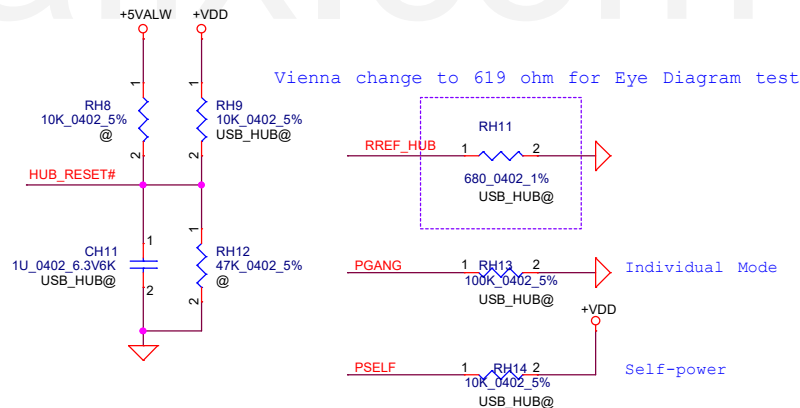 +5VALW +VDD
Vienna change to 619 ohm for Eye Diagram test
1 1
RH8 RH9
10K_0402_5% 10K_0402_5%
@ USB_HUB@
2 2
HUB_RESET#
1 1
CH11 RH12
1U_0402_6.3V6K 47K_0402_5%
USB_HUB@ @
2 2
RH11
RREF_HUB 1 2
680_0402_1%
USB_HUB@
PGANG 1 RH13 2 Individual Mode
100K_0402_5%
USB_HUB@
+VDD
PSELF 1 RH14 2 Self-power
10K_0402_5%
USB_HUB@